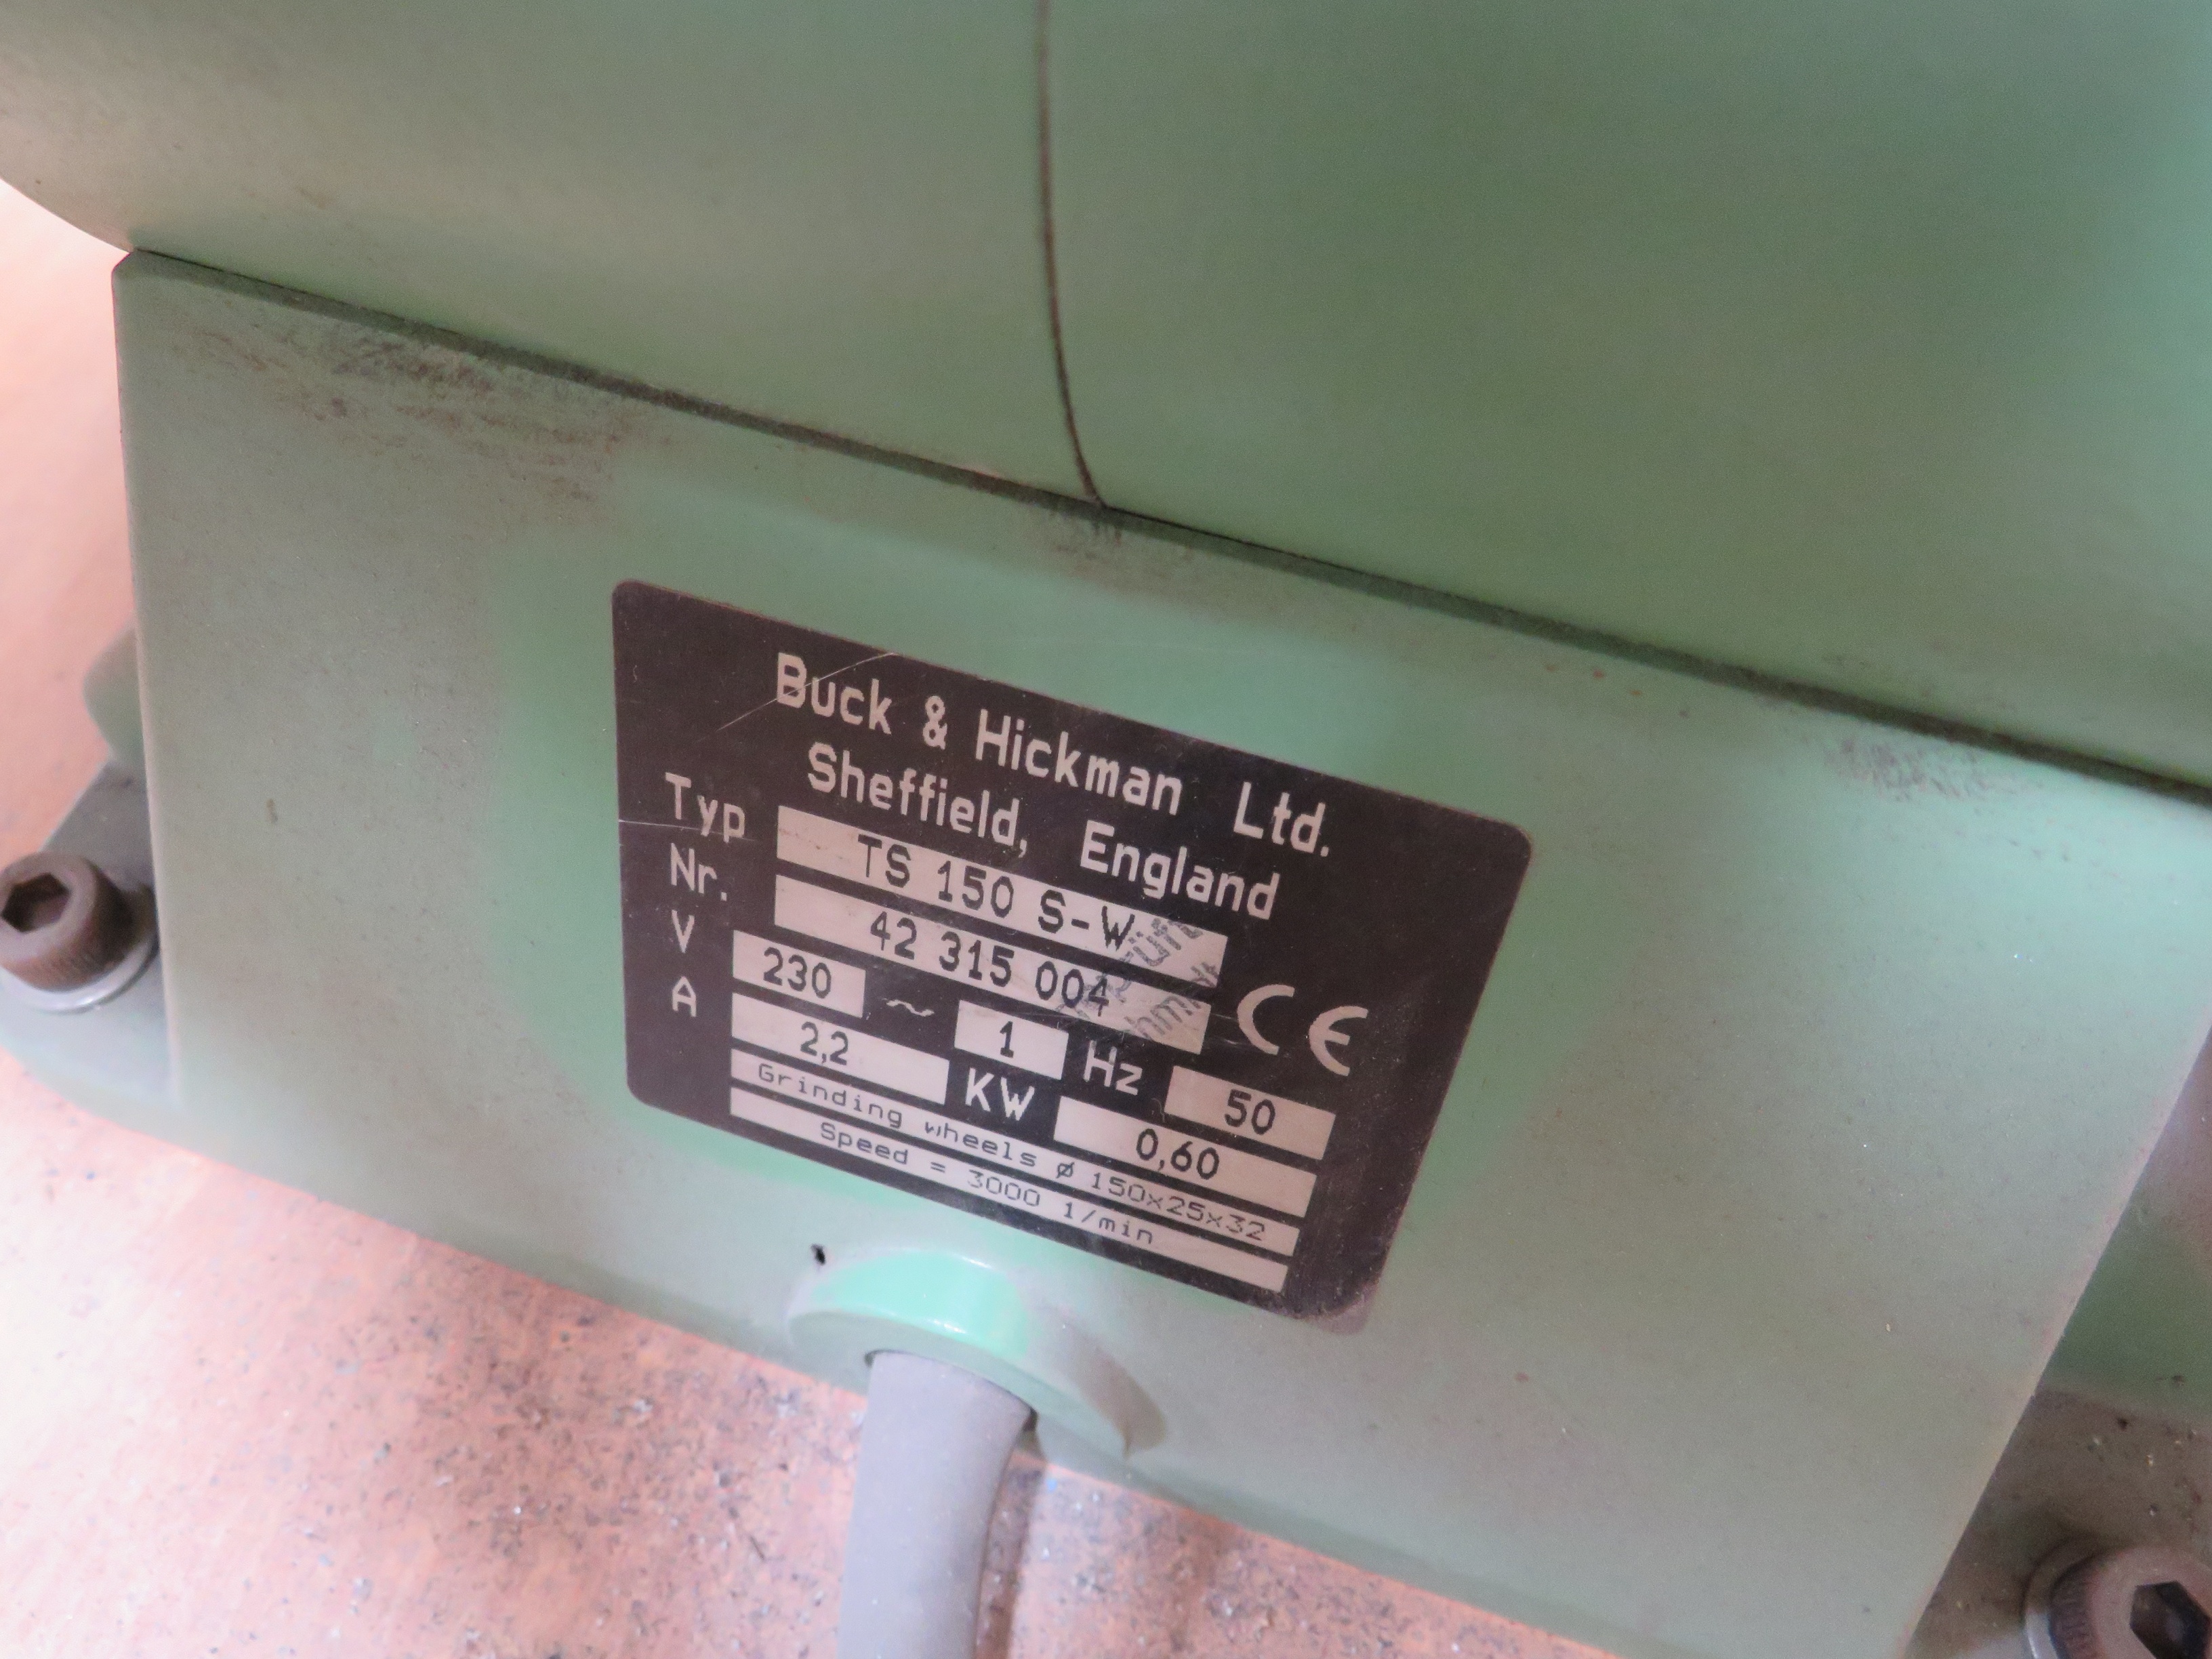 Buck & Hickman Ltd.
Sheffield, England
Typ TS 150 S-W
Nr. 42 315 004
V 230 ~ 1 Hz 50
A 2,2 KW 0,60
CE
Grinding wheels ø 150x25x32
Speed = 3000 1/min